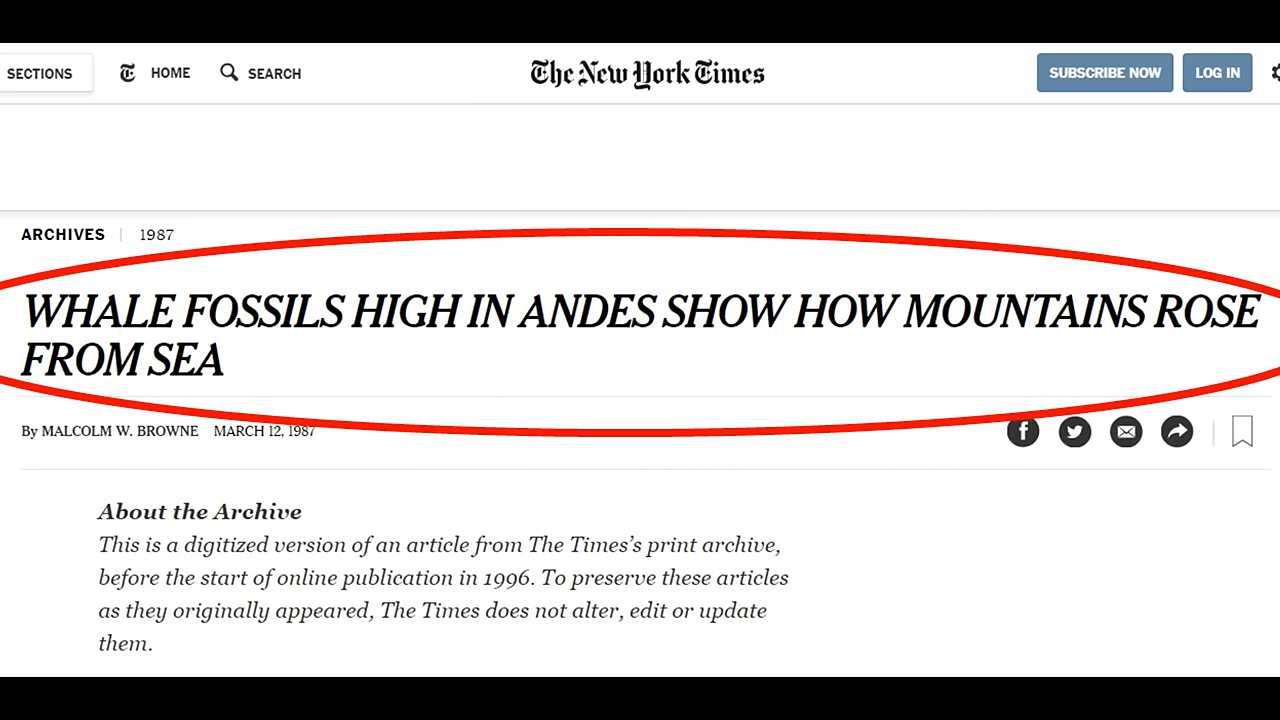 SECTIONS HOME SEARCH The New York Times SUBSCRIBE NOW LOG IN
ARCHIVES | 1987
WHALE FOSSILS HIGH IN ANDES SHOW HOW MOUNTAINS ROSE
FROM SEA
By MALCOLM W. BROWNE MARCH 12, 1987
About the Archive
This is a digitized version of an article from The Times’s print archive,
before the start of online publication in 1996. To preserve these articles
as they originally appeared, The Times does not alter, edit or update
them.